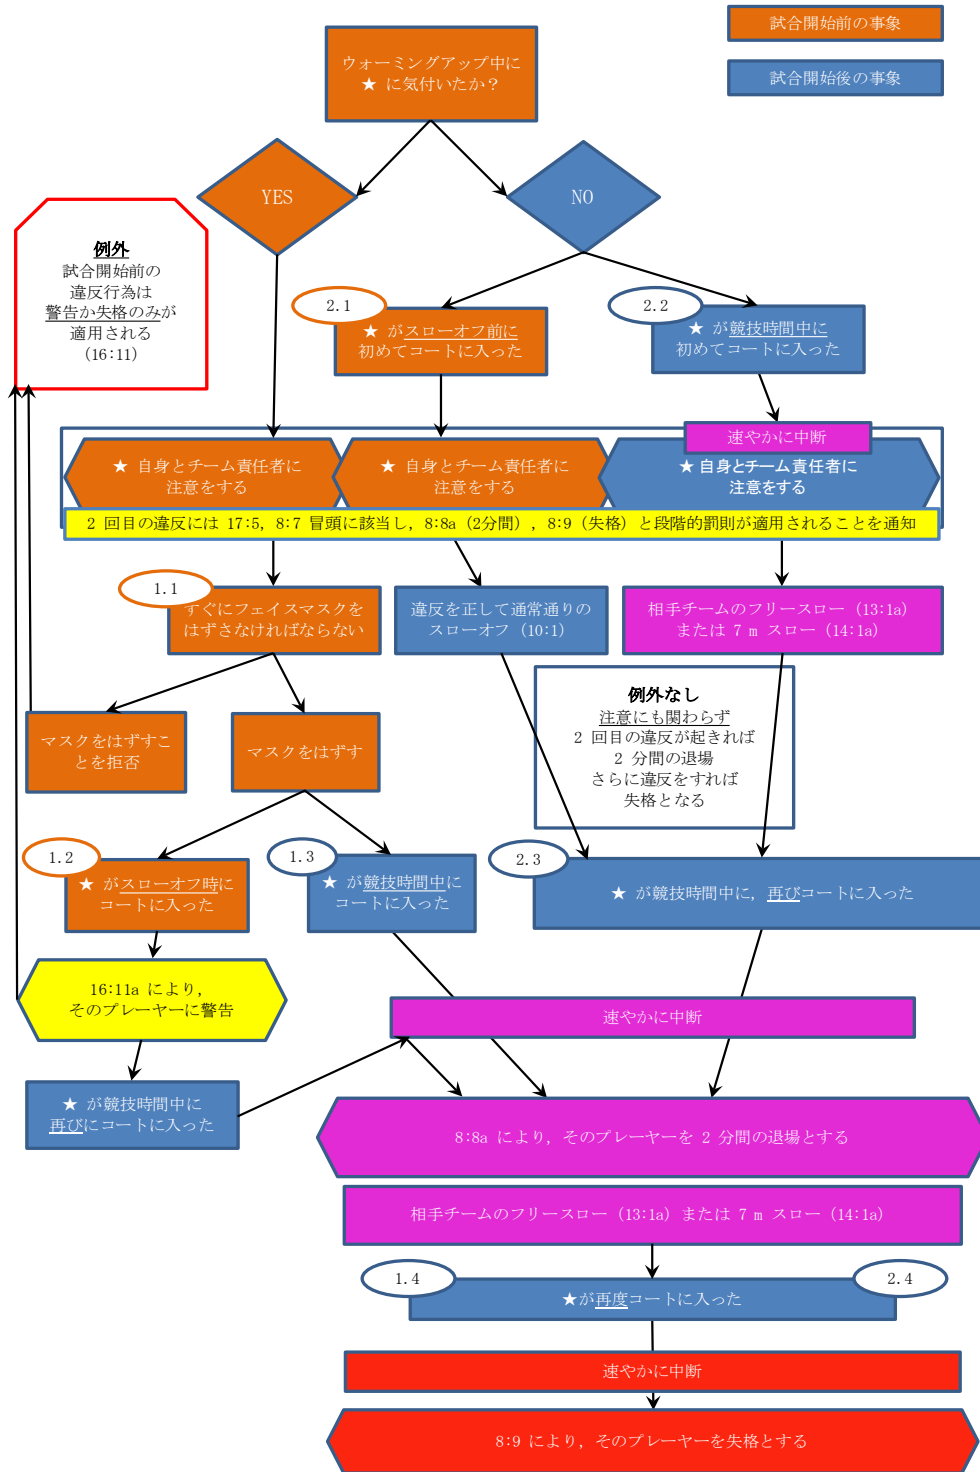 試合開始前の事象
試合開始後の事象
ウォーミングアップ中に
★ に気付いたか？
YES
NO
例外
試合開始前の
違反行為は
警告か失格のみが
適用される
（16:11）
2.1
★ がスローオフ前に
初めてコートに入った
2.2
★ が競技時間中に
初めてコートに入った
速やかに中断
★ 自身とチーム責任者に
注意をする
★ 自身とチーム責任者に
注意をする
★ 自身とチーム責任者に
注意をする
2 回目の違反には 17:5，8:7 冒頭に該当し，8:8a（2分間），8:9（失格）と段階的罰則が適用されることを通知
1.1
すぐにフェイスマスクを
はずさなければならない
違反を正して通常通りの
スローオフ（10:1）
相手チームのフリースロー（13:1a）
または 7 m スロー（14:1a）
例外なし
注意にも関わらず
2 回目の違反が起きれば
2 分間の退場
さらに違反をすれば
失格となる
マスクをはずすこ
とを拒否
マスクをはずす
1.2
★ がスローオフ時に
コートに入った
1.3
★ が競技時間中に
コートに入った
2.3
★ が競技時間中に，再びコートに入った
16:11a により，
そのプレーヤーに警告
速やかに中断
★ が競技時間中に
再びにコートに入った
8:8a により，そのプレーヤーを 2 分間の退場とする
相手チームのフリースロー（13:1a）または 7 m スロー（14:1a）
1.4
2.4
★が再度コートに入った
速やかに中断
8:9 により，そのプレーヤーを失格とする